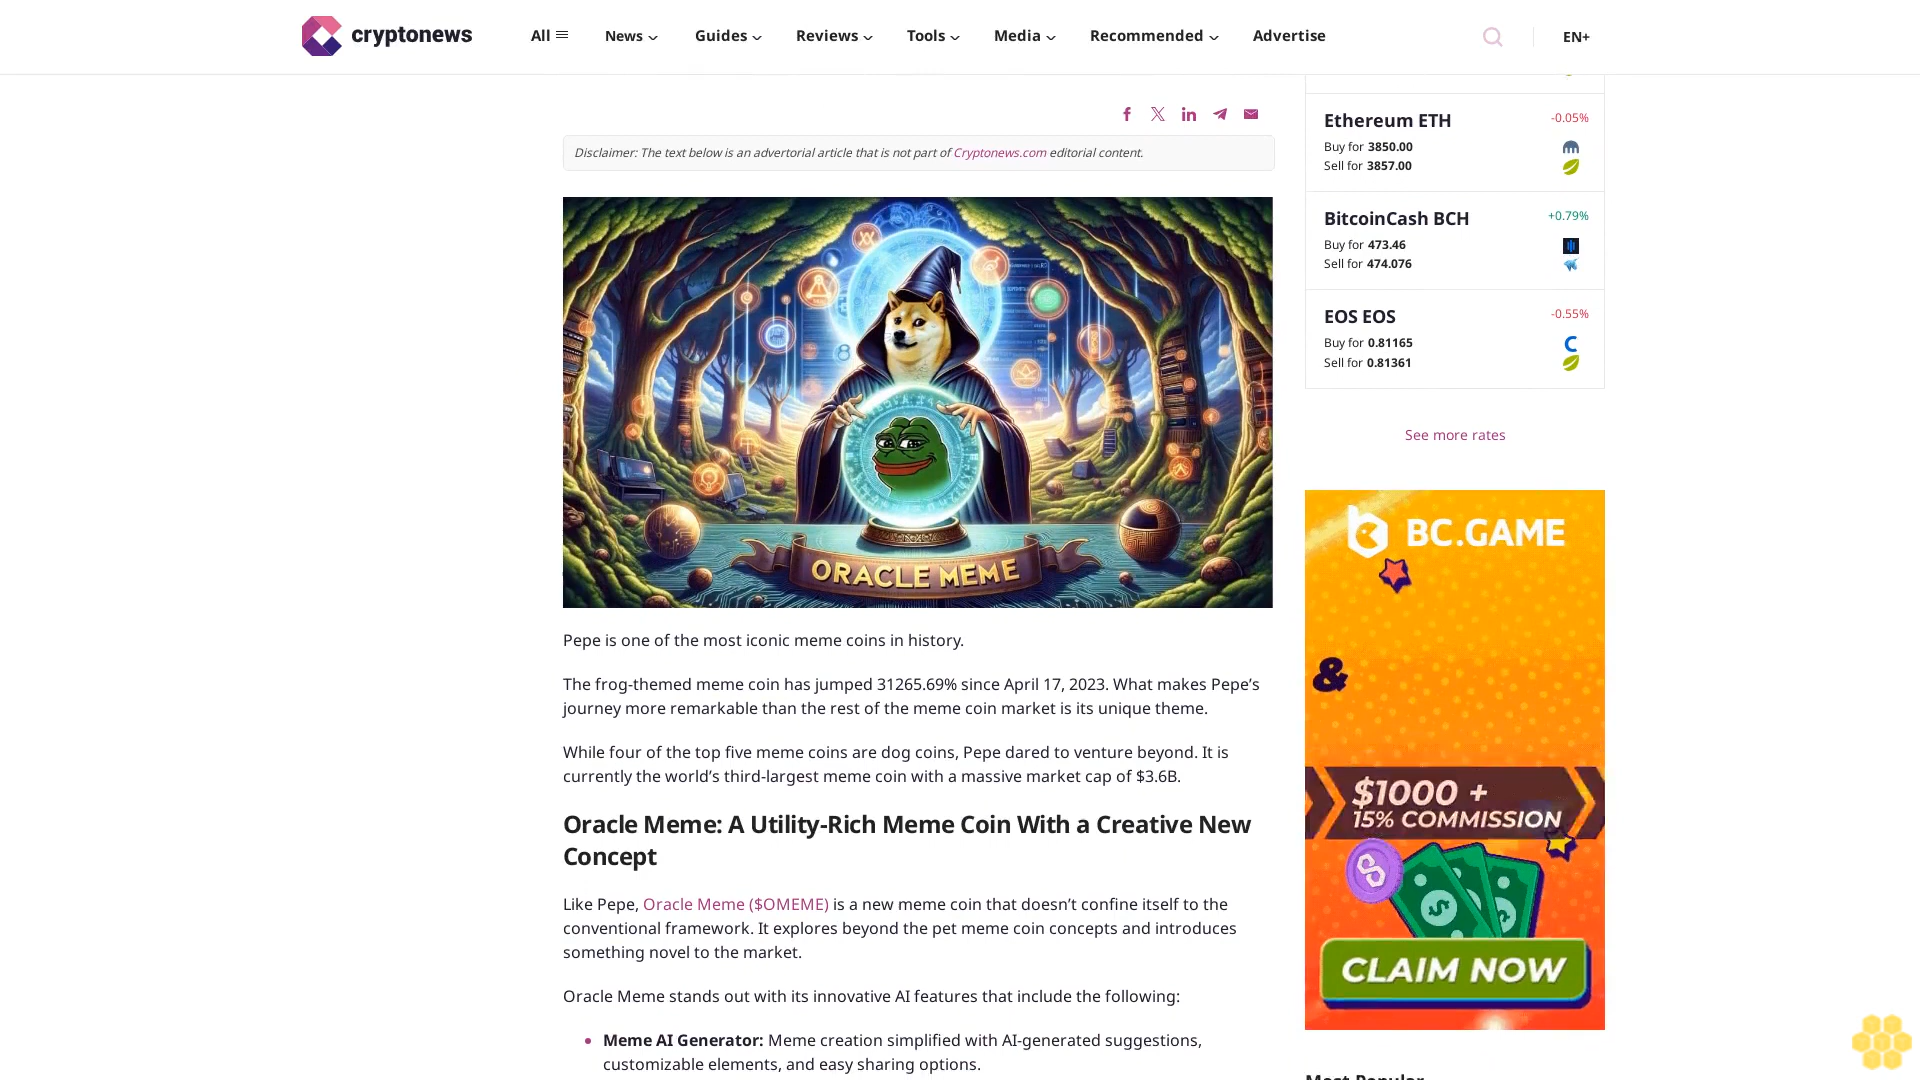 cryptonews
All
News
Guides
Reviews
Tools
Media
Recommended
Advertise
EN+
Disclaimer: The text below is an advertorial article that is not part of Cryptonews.com editorial content.
ORACLE MEME
Pepe is one of the most iconic meme coins in history.
The frog-themed meme coin has jumped 31265.69% since April 17, 2023. What makes Pepe’s
journey more remarkable than the rest of the meme coin market is its unique theme.
While four of the top five meme coins are dog coins, Pepe dared to venture beyond. It is
currently the world’s third-largest meme coin with a massive market cap of $3.6B.
Oracle Meme: A Utility-Rich Meme Coin With a Creative New
Concept
Like Pepe, Oracle Meme ($OMEME) is a new meme coin that doesn’t confine itself to the
conventional framework. It explores beyond the pet meme coin concepts and introduces
something novel to the market.
Oracle Meme stands out with its innovative AI features that include the following:
• Meme AI Generator: Meme creation simplified with AI-generated suggestions,
customizable elements, and easy sharing options.
Ethereum ETH
-0.05%
Buy for 3850.00
Sell for 3857.00
BitcoinCash BCH
+0.79%
Buy for 473.46
Sell for 474.076
EOS EOS
-0.55%
Buy for 0.81165
Sell for 0.81361
See more rates
BC.GAME
&
$1000 +
15% COMMISSION
CLAIM NOW
Most Popular